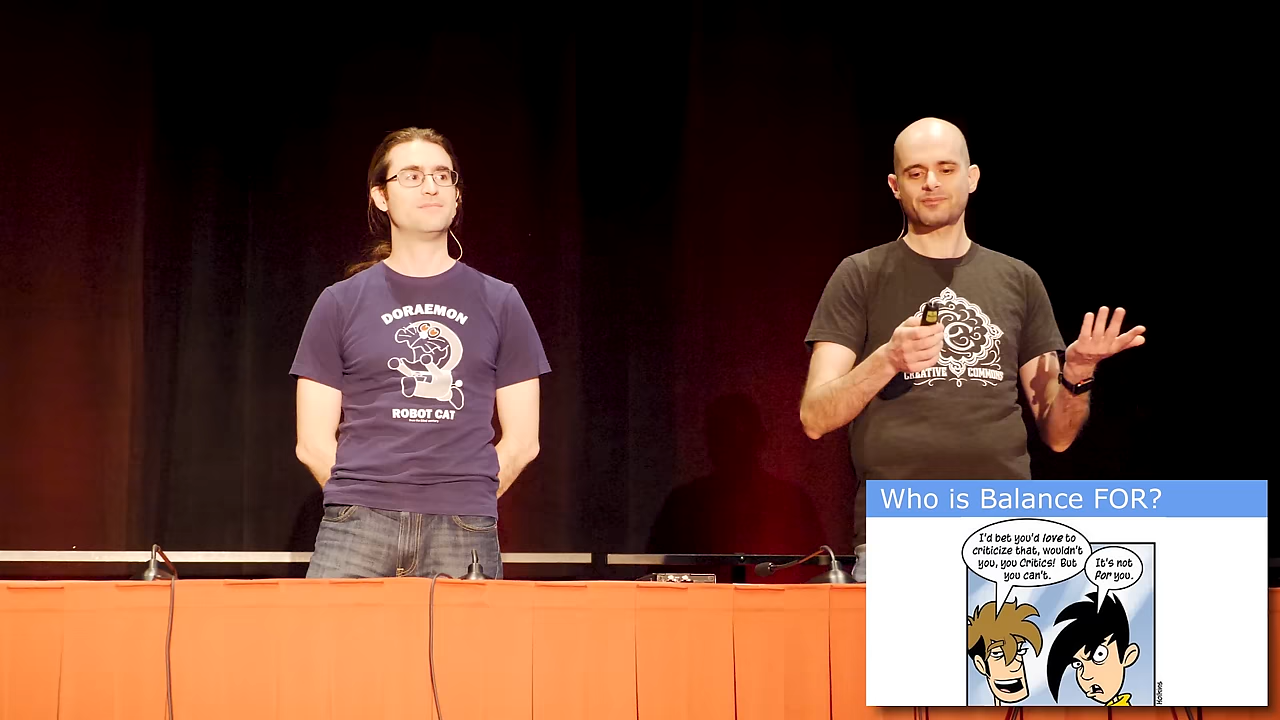 DORAEMON
ROBOT CAT
CREATIVE COMMONS
Who is Balance FOR?
I'd bet you'd love to
criticize that, wouldn't
you, you Critics! But
you can't.
It's not
for you.